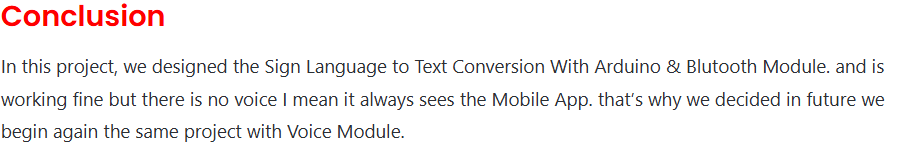 Conclusion
In this project, we designed the Sign Language to Text Conversion With Arduino & Blutooth Module. and is
working fine but there is no voice I mean it always sees the Mobile App. that’s why we decided in future we
begin again the same project with Voice Module.